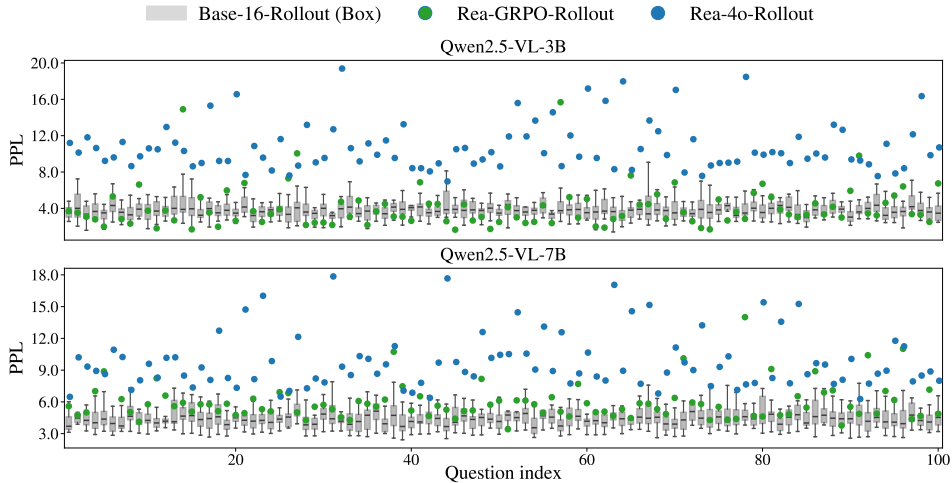 Base-16-Rollout (Box) Rea-GRPO-Rollout Rea-4o-Rollout
Qwen2.5-VL-3B
20.0
16.0
12.0
8.0
4.0
PPL
Qwen2.5-VL-7B
18.0
15.0
12.0
9.0
6.0
3.0
PPL
20 40 60 80 100
Question index